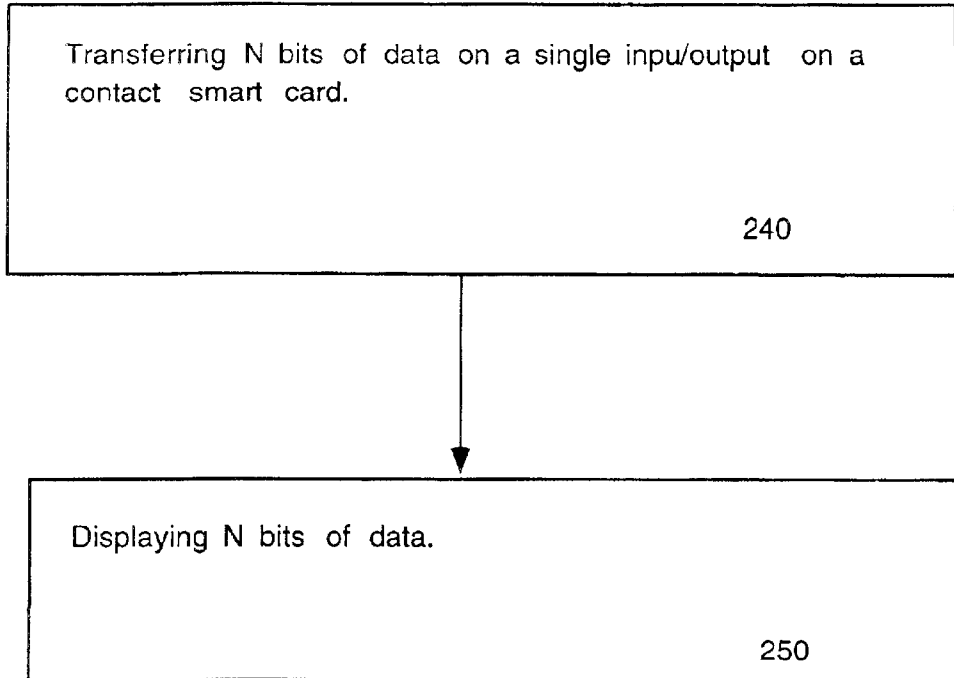 Transferring N bits of data on a single inpu/output on a
contact smart card.
240
Displaying N bits of data.
250